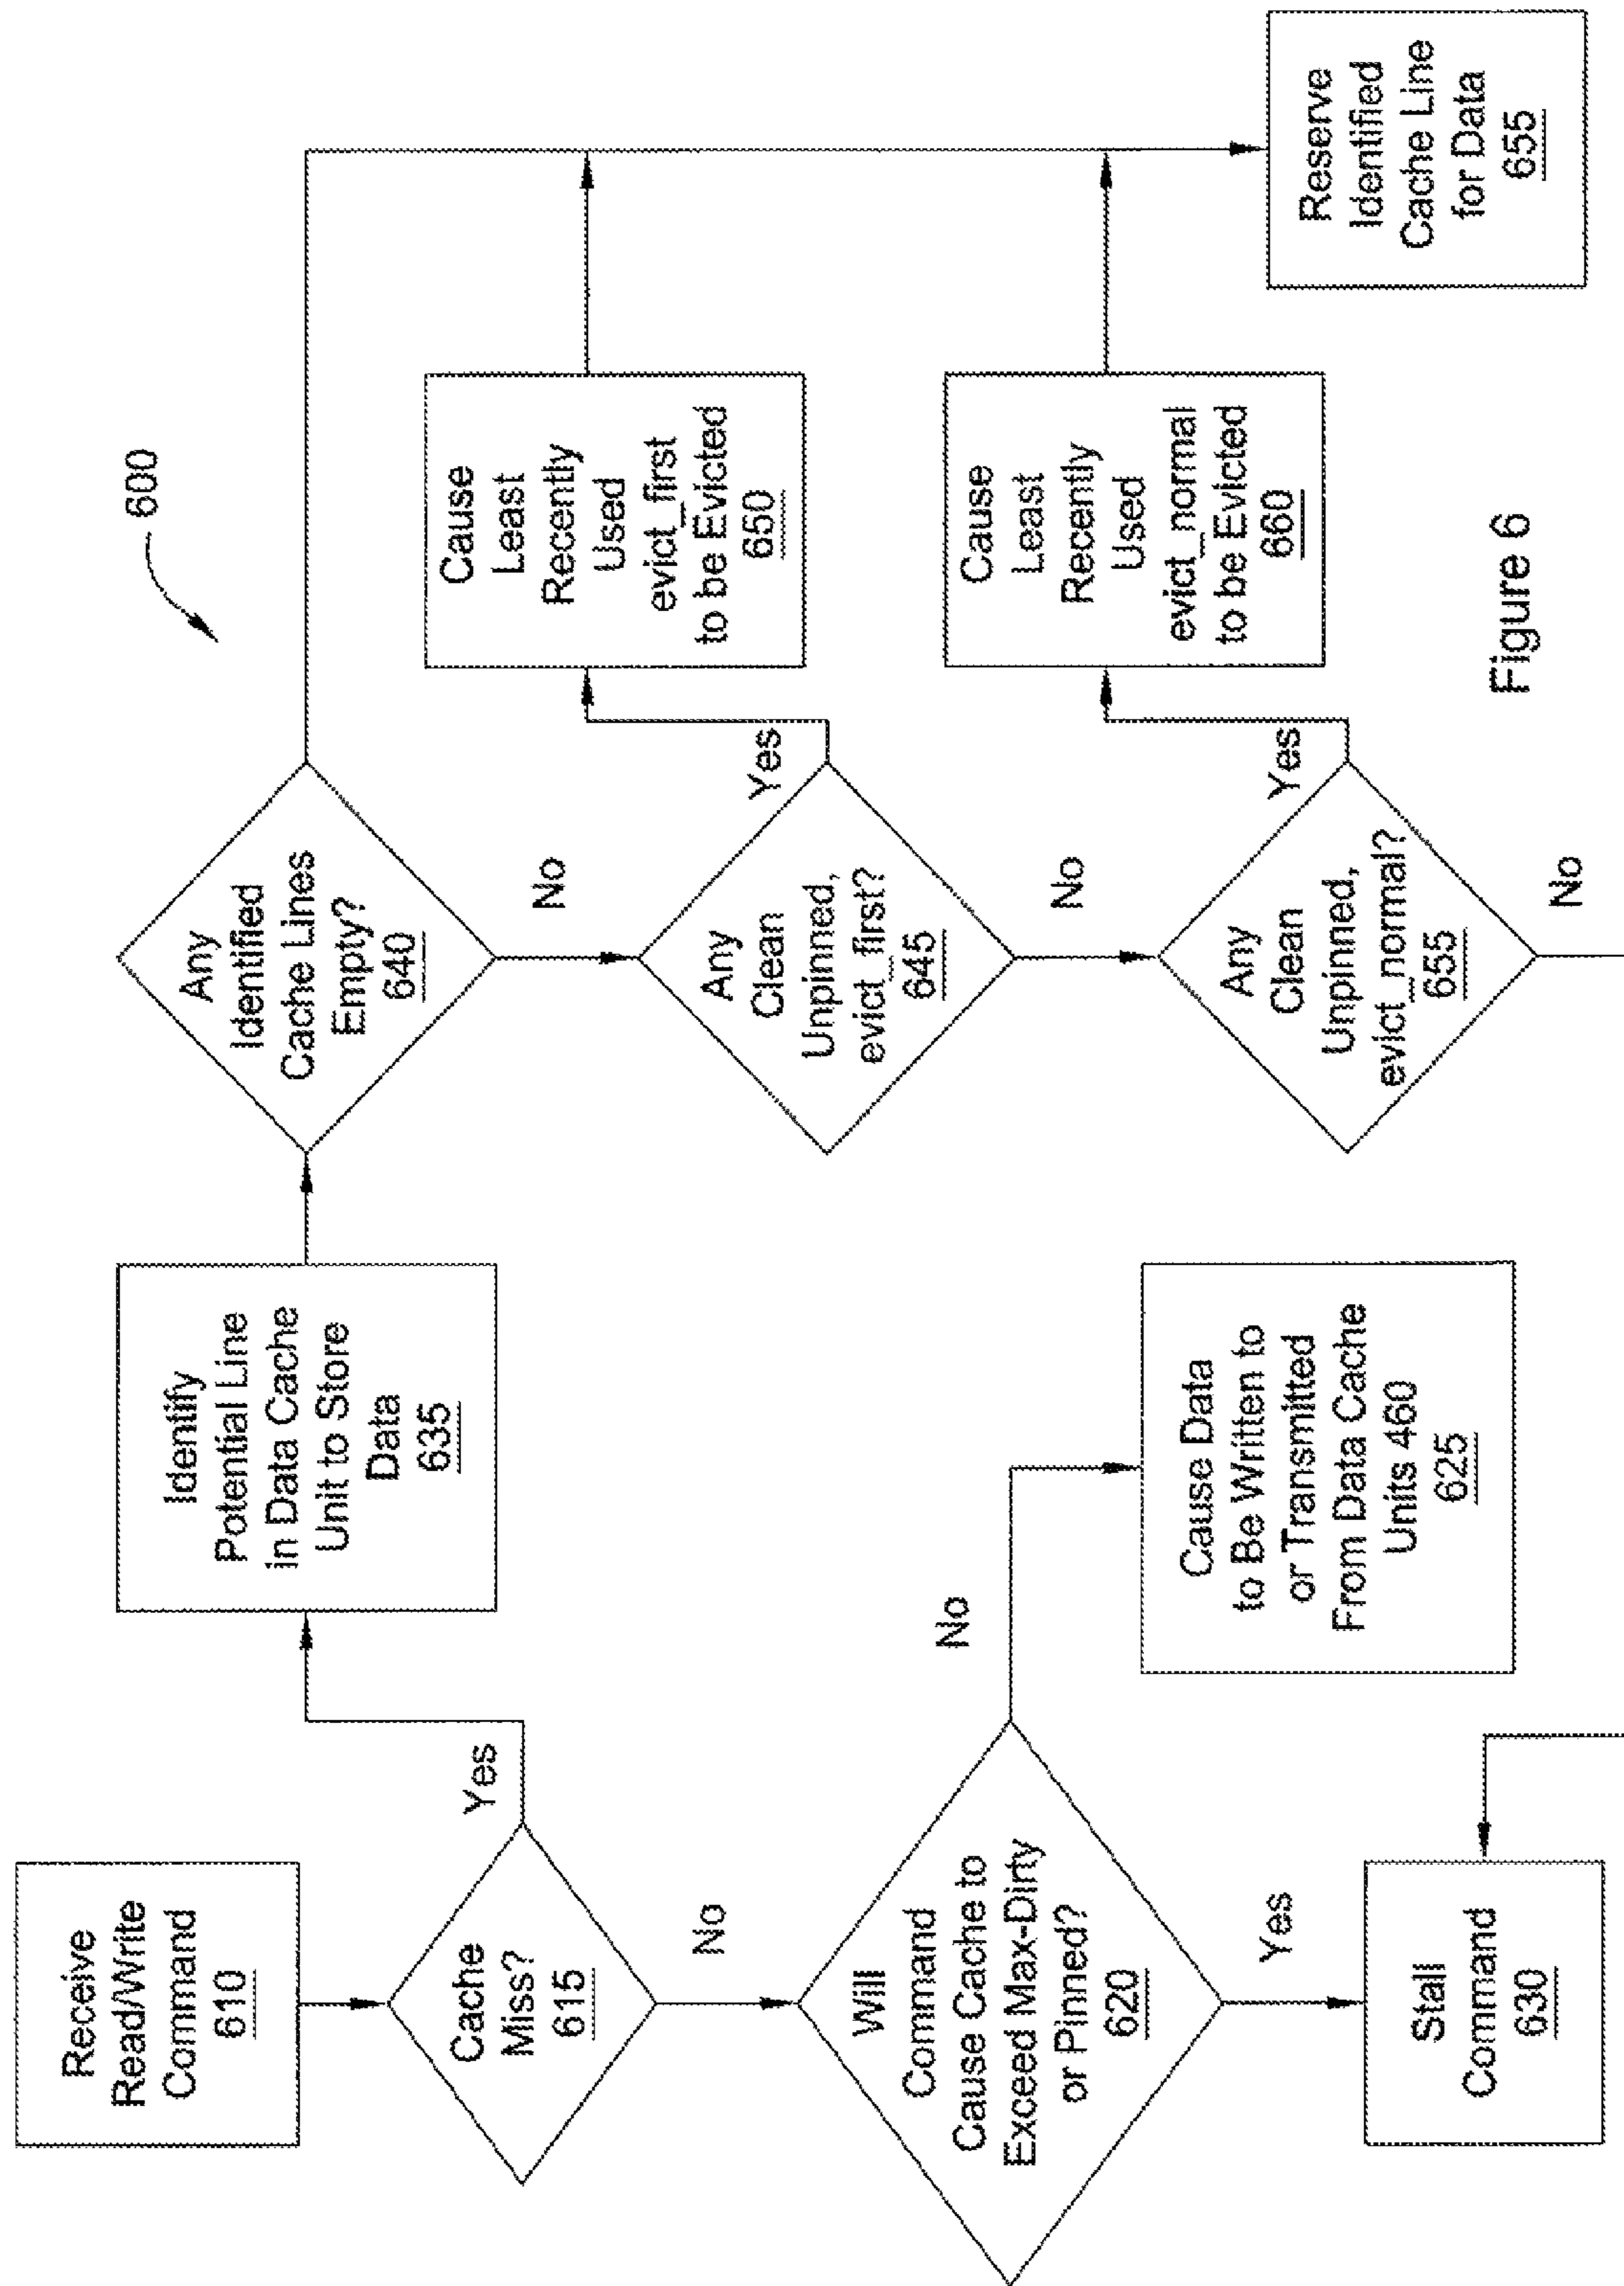 600
Receive
Read/Write
Command
610
Cache
Miss?
615
Yes
No
Will
Command
Cause Cache to
Exceed Max-Dirty
or Pinned?
620
No
Yes
Stall
Command
630
Cause Data
to Be Written to
or Transmitted
From Data Cache
Units 460
625
Identify
Potential Line
in Data Cache
Unit to Store
Data
635
Any
Identified
Cache Lines
Empty?
640
No
Any
Clean
Unpinned,
evict_first?
645
Yes
No
Any
Clean
Unpinned,
evict_normal?
655
Yes
No
Cause
Least
Recently
Used
evict_first
to be Evicted
650
Cause
Least
Recently
Used
evict_normal
to be Evicted
660
Reserve
Identified
Cache Line
for Data
655
Figure 6